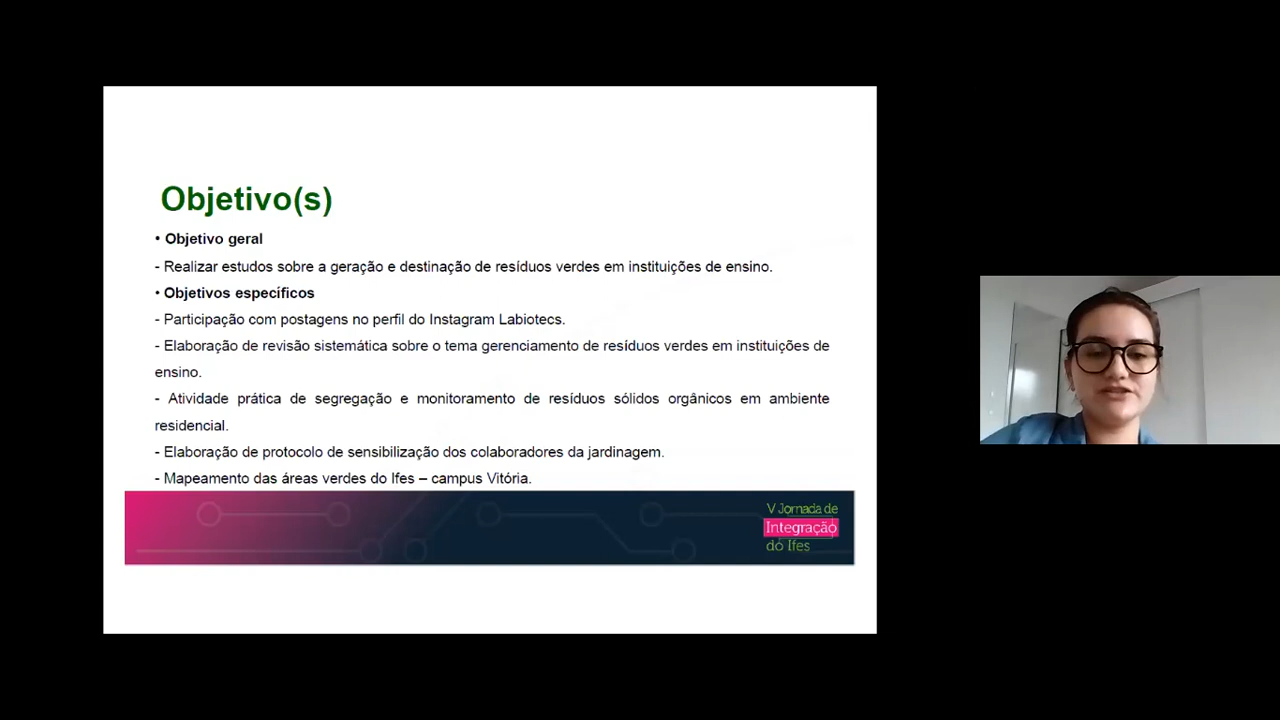 Objetivo(s)
• Objetivo geral
- Realizar estudos sobre a geração e destinação de resíduos verdes em instituições de ensino.
• Objetivos específicos
- Participação com postagens no perfil do Instagram Labiotecs.
- Elaboração de revisão sistemática sobre o tema gerenciamento de resíduos verdes em instituições de
ensino.
- Atividade prática de segregação e monitoramento de resíduos sólidos orgânicos em ambiente
residencial.
- Elaboração de protocolo de sensibilização dos colaboradores da jardinagem.
- Mapeamento das áreas verdes do Ifes – campus Vitória.
V Jornada de
Integração
do Ifes